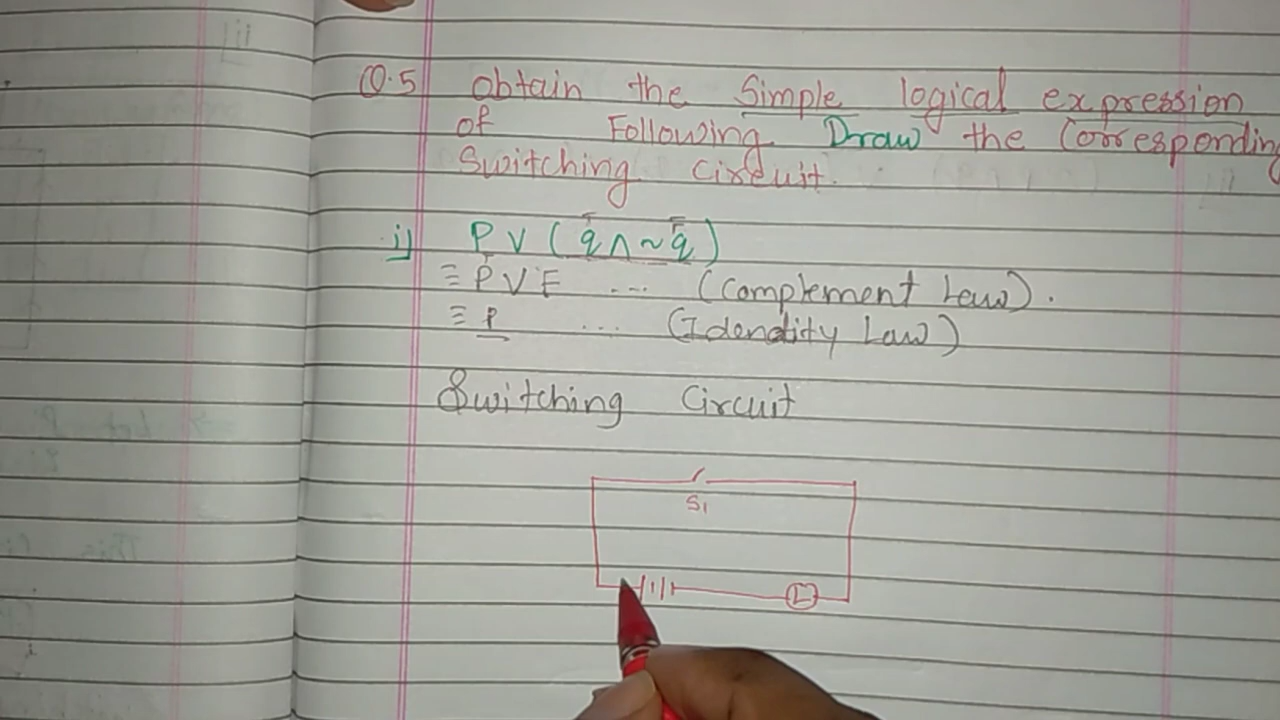 Q.5 obtain the Simple logical expression
of Following Draw the Corresponding
Switching Circuit.
i) P V ( q ∧ ~ q )
≡ P V F ... (complement Law).
≡ P ... (Idendity Law)
Switching Circuit
S1
L